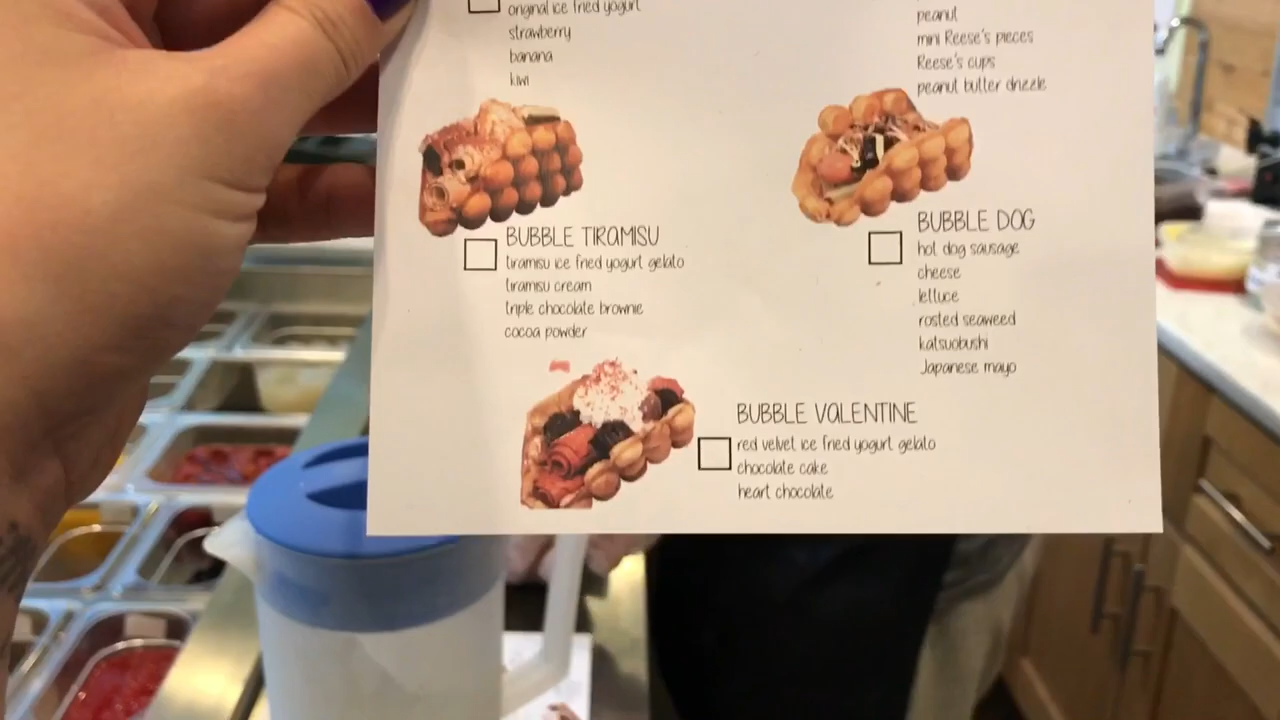 original ice fried yogurt
strawberry
banana
kiwi
peanut
mini Reese's pieces
Reese's cups
peanut butter drizzle
BUBBLE TIRAMISU
tiramisu ice fried yogurt gelato
tiramisu cream
triple chocolate brownie
cocoa powder
BUBBLE DOG
hot dog sausage
cheese
lettuce
rosted seaweed
katsuobushi
Japanese mayo
BUBBLE VALENTINE
red velvet ice fried yogurt gelato
chocolate cake
heart chocolate